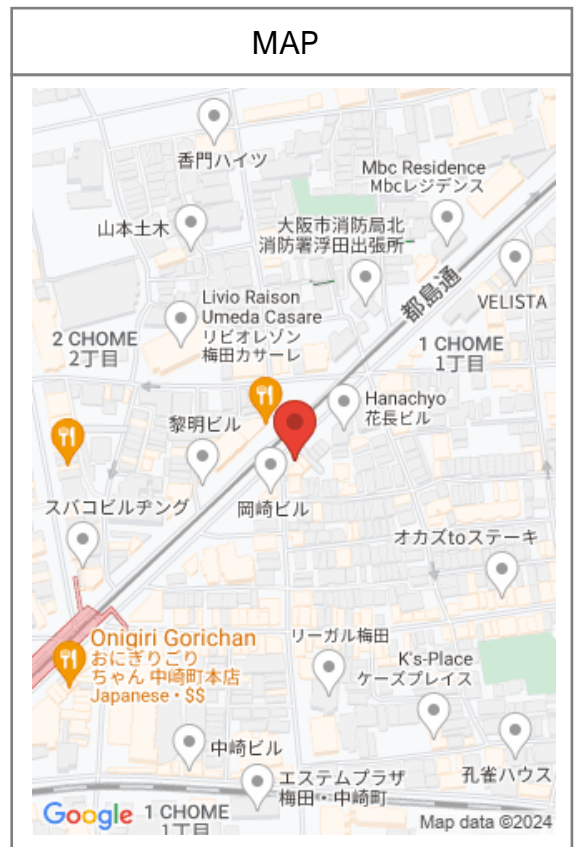 MAP
香門ハイツ
Mbc Residence
Mbcレジデンス
山本土木
大阪市消防局北
消防署浮田出張所
都島通
VELISTA
Livio Raison
Umeda Casare
リビオレゾン
梅田カサーレ
2 CHOME
2丁目
1 CHOME
1丁目
Hanachyo
花長ビル
黎明ビル
岡崎ビル
スバコビルヂング
オカズtoステーキ
Onigiri Gorichan
おにぎりごり
ちゃん 中崎町本店
Japanese・$$
リーガル梅田
K's-Place
ケーズプレイス
中崎ビル
孔雀ハウス
エステムプラザ
梅田・中崎町
Google
1 CHOME
1丁目
Map data ©2024